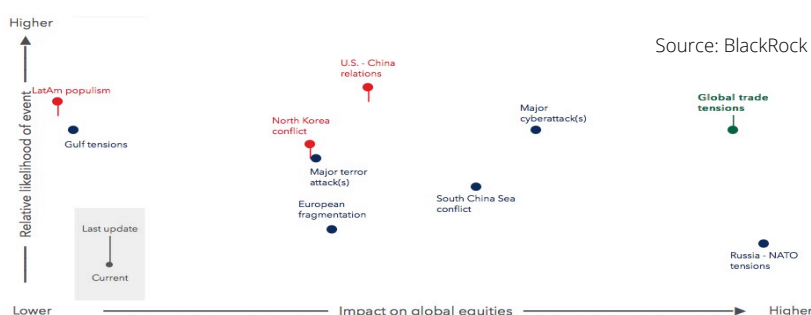 Higher
Source: BlackRock
U.S. - China
relations
LatAm populism
Relative likelihood of event
Gulf tensions
North Korea
conflict
Major
cyberattack(s)
Global trade
tensions
Major terror
attack(s)
European
fragmentation
South China Sea
conflict
Last update
Current
Russia - NATO
tensions
Lower
Impact on global equities
Higher